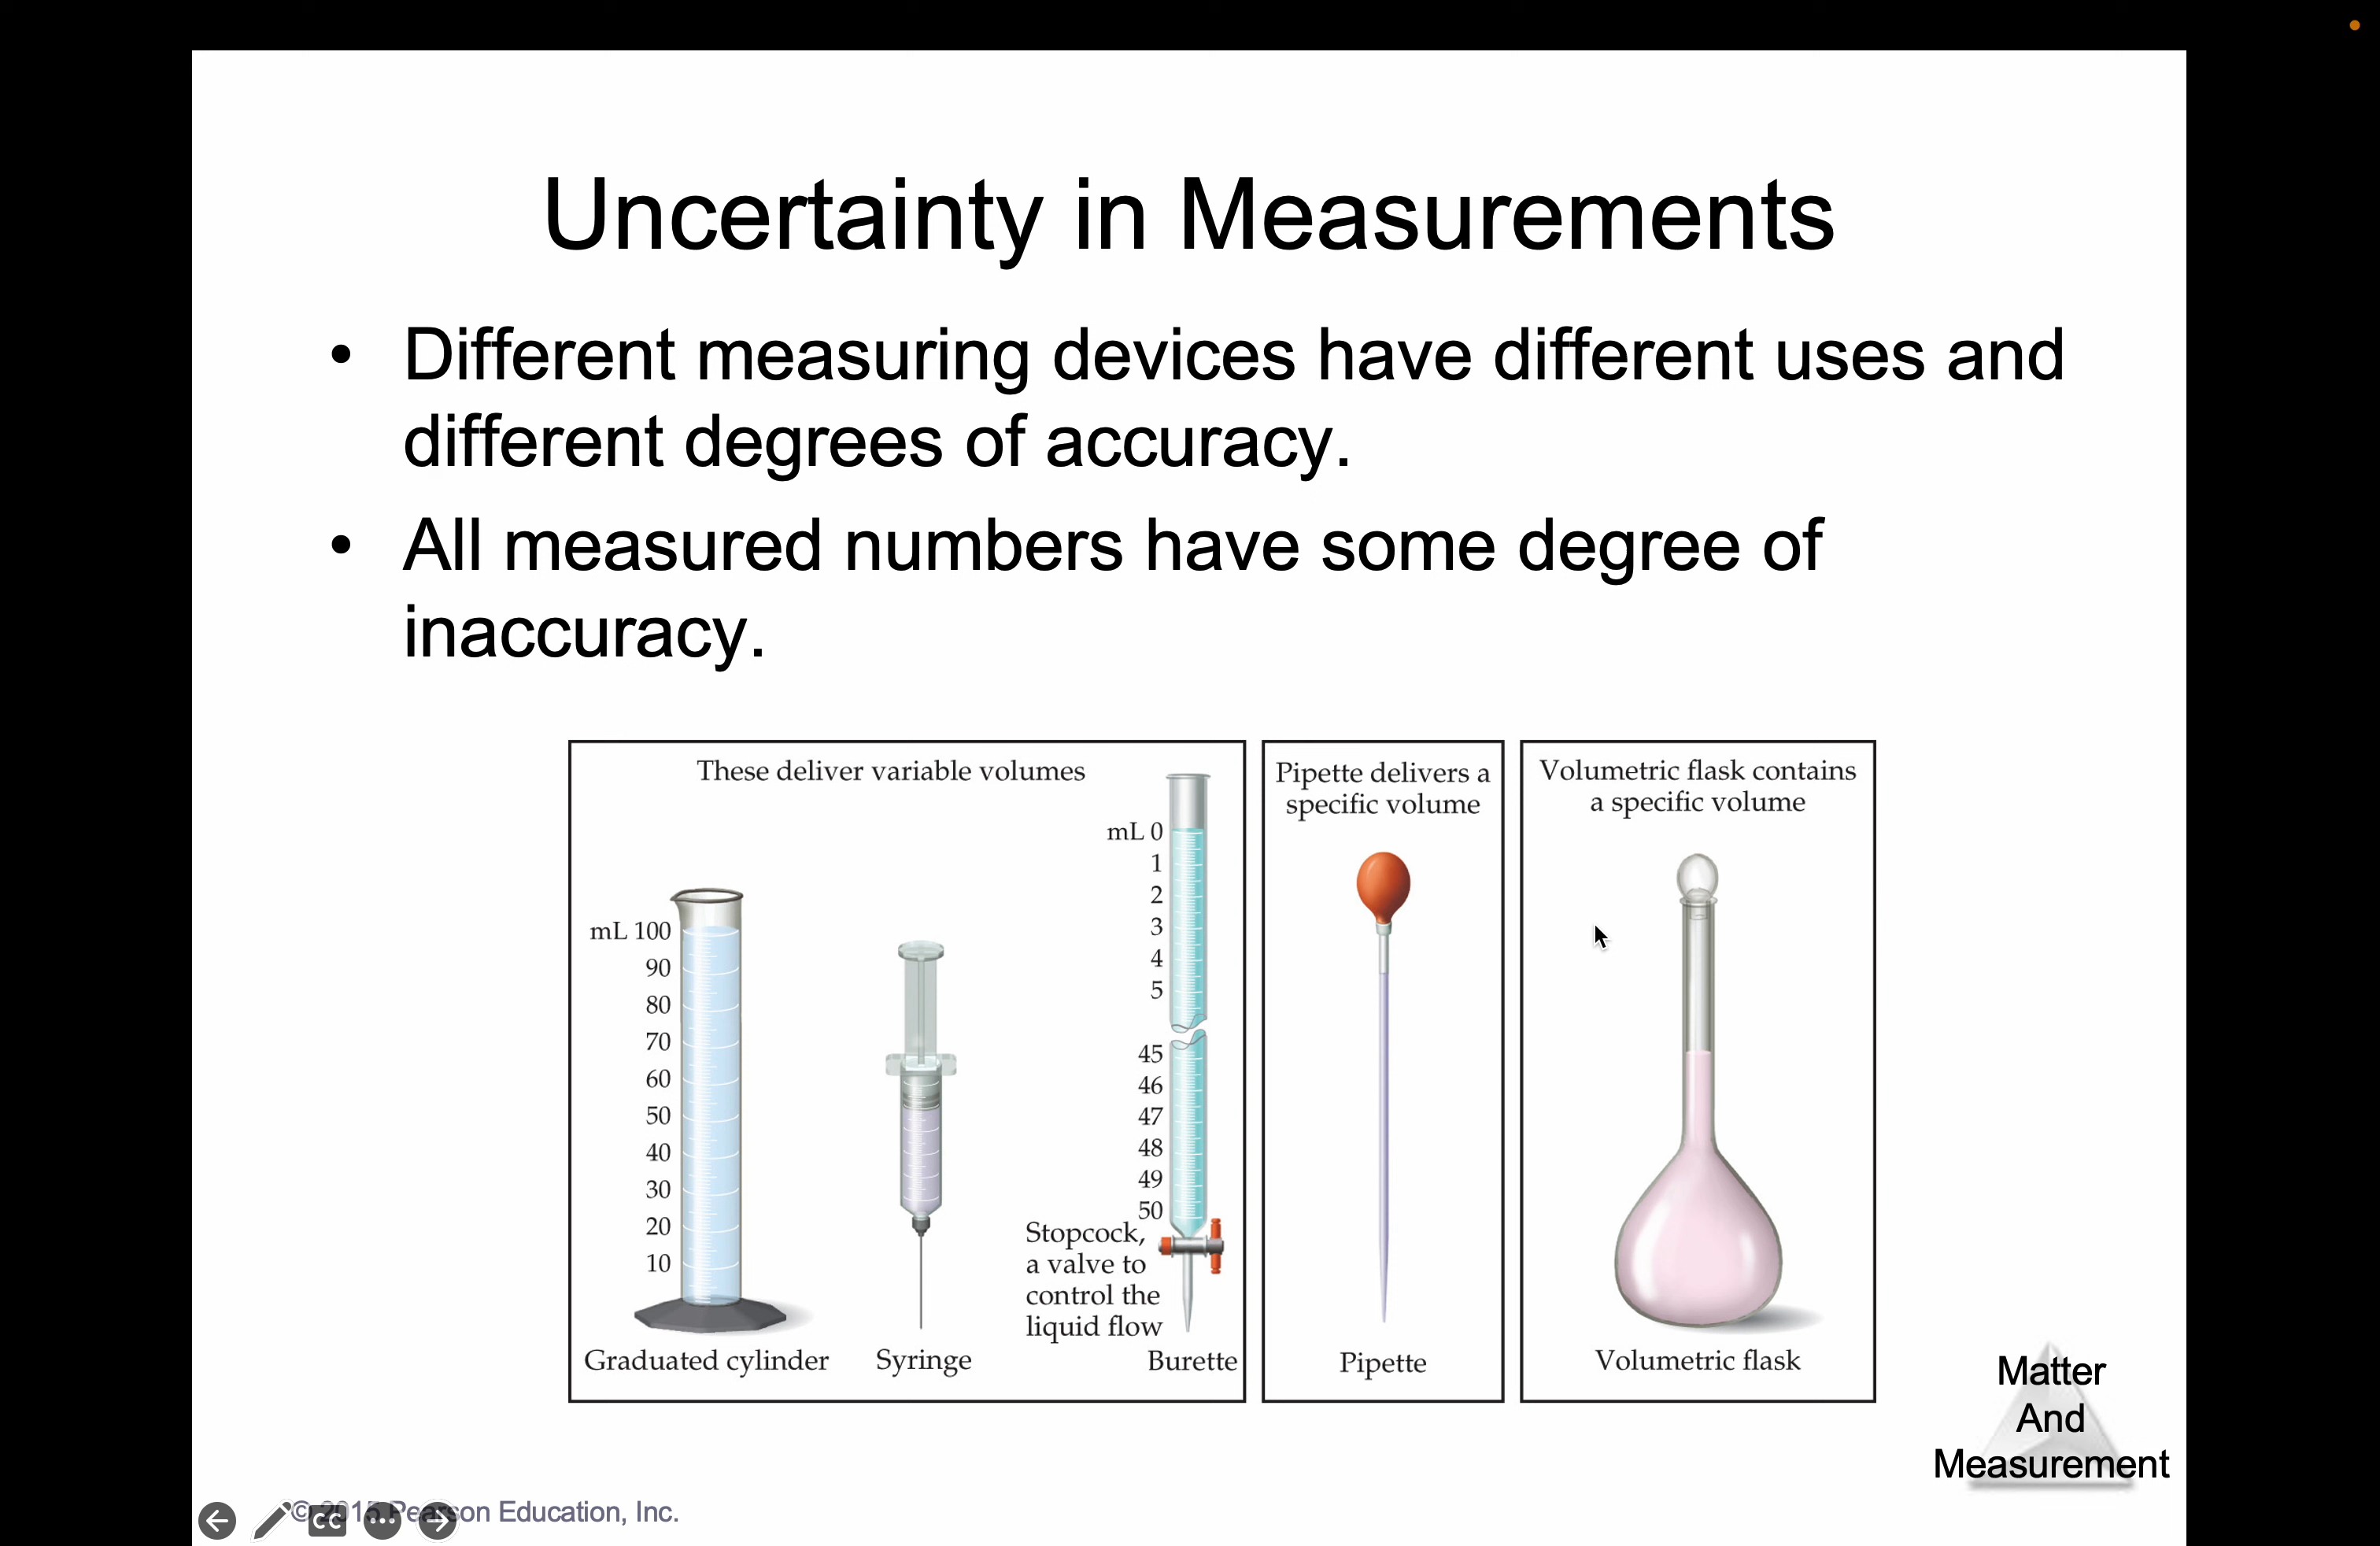 Uncertainty in Measurements
• Different measuring devices have different uses and
different degrees of accuracy.
• All measured numbers have some degree of
inaccuracy.
These deliver variable volumes
mL 100
90
80
70
60
50
40
30
20
10
Graduated cylinder
Syringe
mL 0
1
2
3
4
5
45
46
47
48
49
50
Stopcock,
a valve to
control the
liquid flow
Burette
Pipette delivers a
specific volume
Pipette
Volumetric flask contains
a specific volume
Volumetric flask
Matter
And
Measurement
© 2015 Pearson Education, Inc.
CC